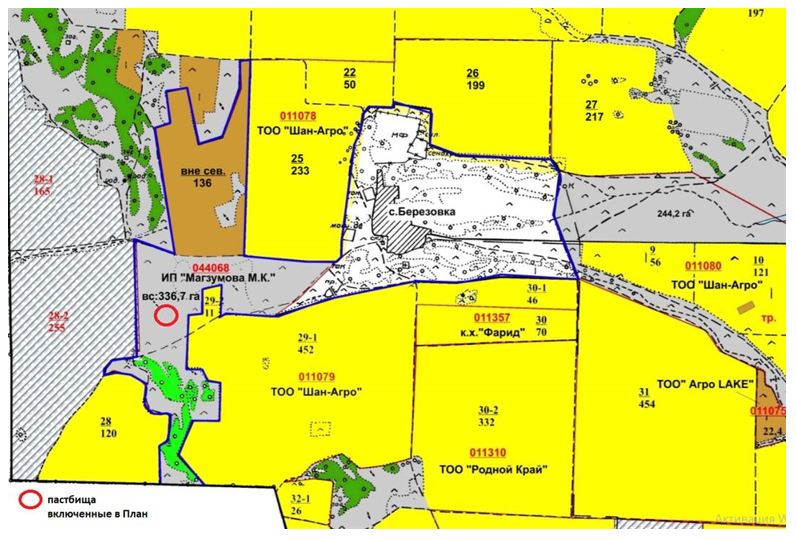 197
22
50
26
199
27
217
011078
ТОО "Шан-Агро"
25
233
вне сев.
136
28-1
165
с.Березовка
244,2 га
044068
ИП "Магзумова М.К."
вс:336,7 га
29-
11
28-2
255
9
56
011080
10
121
ТОО "Шан-Агро"
тр.
30-1
46
011357
30
70
к.х."Фарид"
29-1
452
011079
ТОО "Шан-Агро"
ТОО" Агро LAKE"
31
454
011075
22,4
28
120
30-2
332
011310
ТОО "Родной Край"
32-1
26
пастбища
включенные в План
Активация W